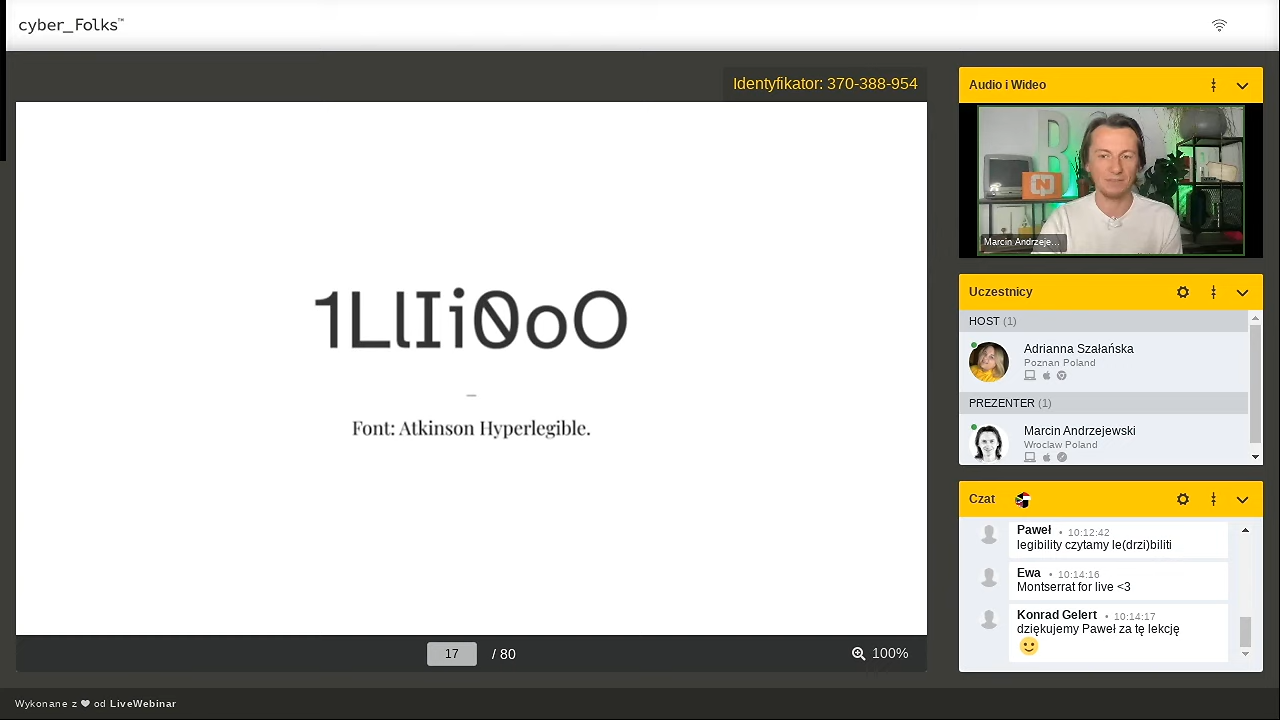 cyber_Folks™
Identyfikator: 370-388-954
1LlIi0oO
–
Font: Atkinson Hyperlegible.
17 / 80
100%
Audio i Wideo
Marcin Andrzeje...
Uczestnicy
HOST (1)
Adrianna Szałańska
Poznan Poland
PREZENTER (1)
Marcin Andrzejewski
Wroclaw Poland
Czat
Paweł • 10:12:42
legibility czytamy le(drzi)biliti
Ewa • 10:14:16
Montserrat for live <3
Konrad Gelert • 10:14:17
dziękujemy Paweł za tę lekcję
🙂
Wykonane z ❤ od LiveWebinar